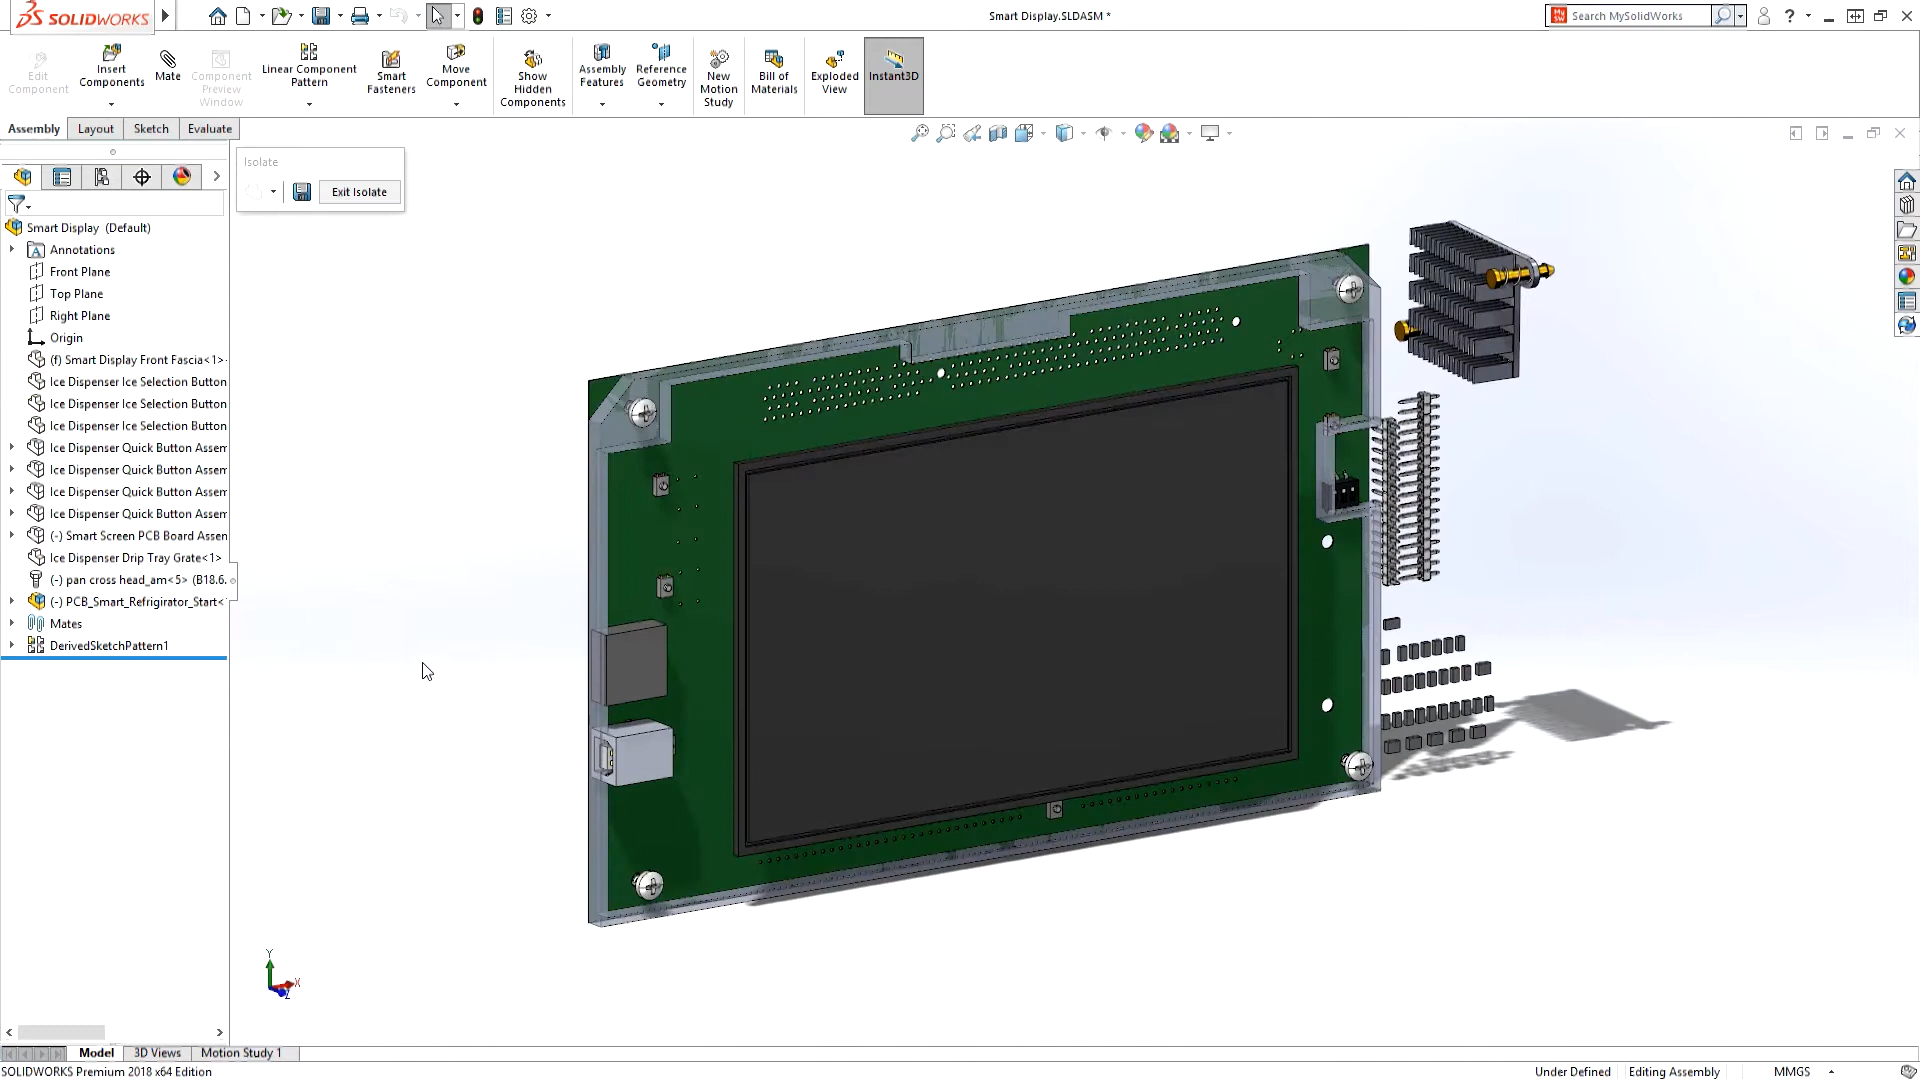 SOLIDWORKS
Smart Display.SLDASM *
Search MySolidWorks
Edit Component
Insert Components
Mate
Component Preview Window
Linear Component Pattern
Smart Fasteners
Move Component
Show Hidden Components
Assembly Features
Reference Geometry
New Motion Study
Bill of Materials
Exploded View
Instant3D
Assembly Layout Sketch Evaluate
Isolate
Exit Isolate
Smart Display (Default)
Annotations
Front Plane
Top Plane
Right Plane
Origin
(f) Smart Display Front Fascia<1>
Ice Dispenser Ice Selection Button
Ice Dispenser Ice Selection Button
Ice Dispenser Ice Selection Button
Ice Dispenser Quick Button Assem
Ice Dispenser Quick Button Assem
Ice Dispenser Quick Button Assem
Ice Dispenser Quick Button Assem
(-) Smart Screen PCB Board Assem
Ice Dispenser Drip Tray Grate<1>
(-) pan cross head_am<5> (B18.6.
(-) PCB_Smart_Refrigirator_Start<
Mates
DerivedSketchPattern1
Y
X
Z
Model 3D Views Motion Study 1
SOLIDWORKS Premium 2018 x64 Edition
Under Defined Editing Assembly MMGS